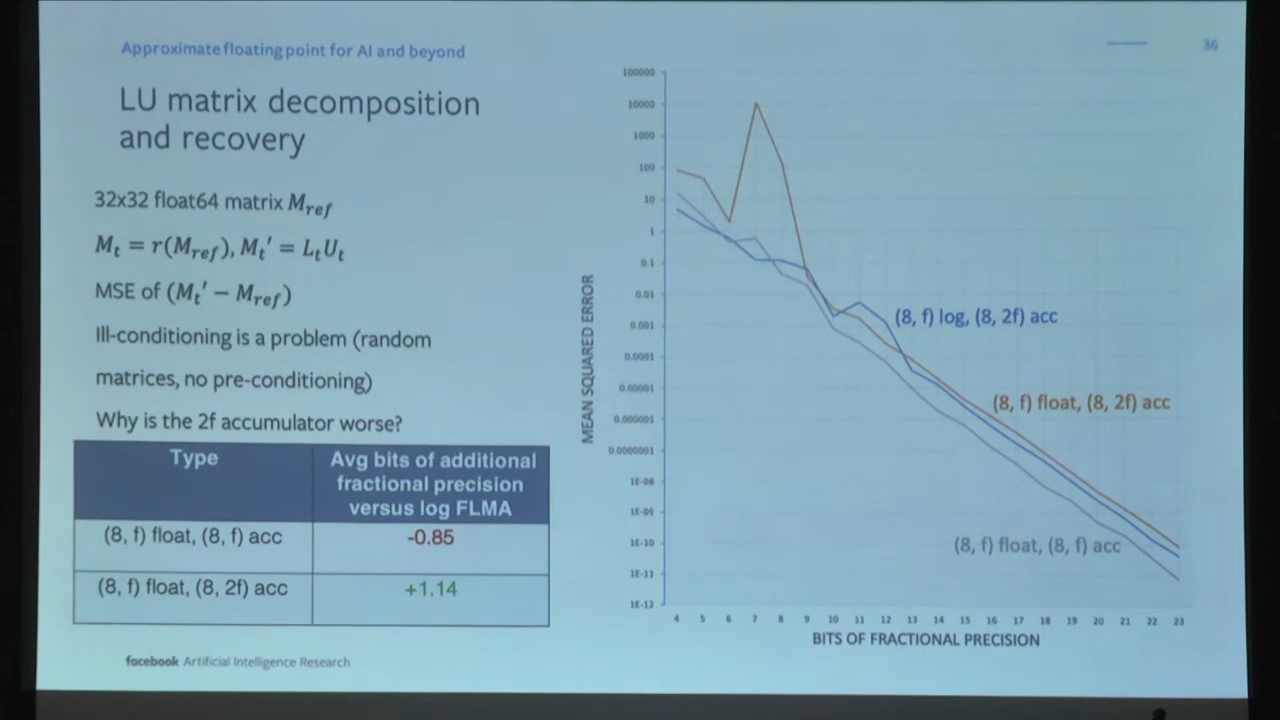 Approximate floating point for AI and beyond
36
LU matrix decomposition
and recovery
32x32 float64 matrix M_ref
M_t = r(M_ref), M_t′ = L_tU_t
MSE of (M_t′ − M_ref)
Ill-conditioning is a problem (random
matrices, no pre-conditioning)
Why is the 2f accumulator worse?
Type
Avg bits of additional
fractional precision
versus log FLMA
(8, f) float, (8, f) acc
-0.85
(8, f) float, (8, 2f) acc
+1.14
facebook Artificial Intelligence Research
MEAN SQUARED ERROR
100000
10000
1000
100
10
1
0.1
0.01
0.001
0.0001
0.00001
0.000001
0.0000001
1E-08
1E-09
1E-10
1E-11
1E-12
(8, f) log, (8, 2f) acc
(8, f) float, (8, 2f) acc
(8, f) float, (8, f) acc
4 5 6 7 8 9 10 11 12 13 14 15 16 17 18 19 20 21 22 23
BITS OF FRACTIONAL PRECISION